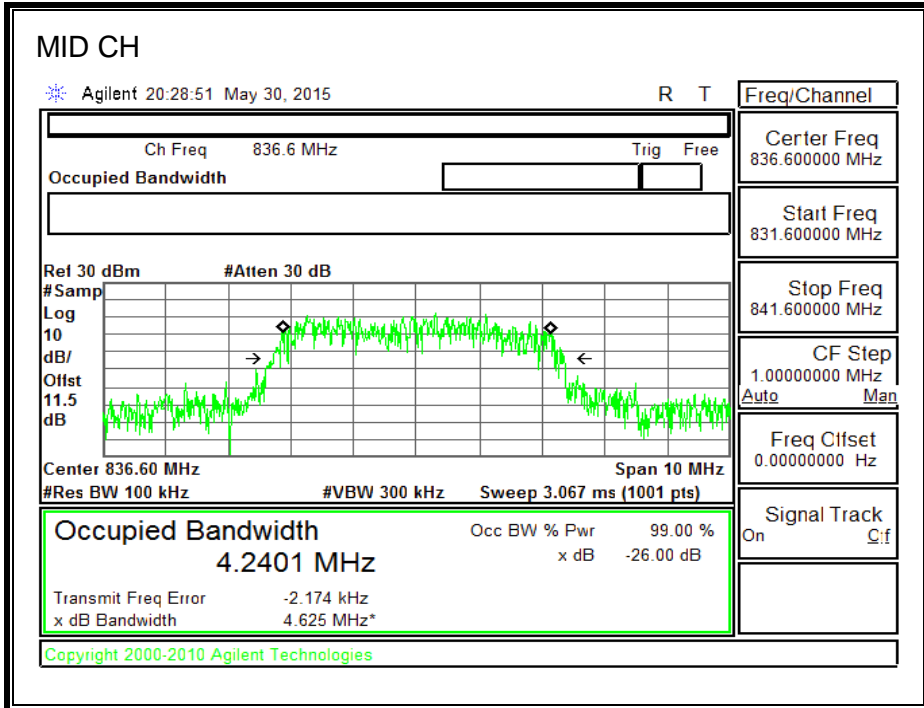 MID CH
Agilent 20:28:51 May 30, 2015 R T
Freq/Channel
Ch Freq 836.6 MHz Trig Free
Occupied Bandwidth
Center Freq
836.600000 MHz
Start Freq
831.600000 MHz
Stop Freq
841.600000 MHz
CF Step
1.00000000 MHz
Auto Man
Freq Offset
0.00000000 Hz
Signal Track
On Off
Ref 30 dBm #Atten 30 dB
#Samp
Log
10
dB/
Offst
11.5
dB
Center 836.60 MHz Span 10 MHz
#Res BW 100 kHz #VBW 300 kHz Sweep 3.067 ms (1001 pts)
Occupied Bandwidth Occ BW % Pwr 99.00 %
4.2401 MHz x dB -26.00 dB
Transmit Freq Error -2.174 kHz
x dB Bandwidth 4.625 MHz*
Copyright 2000-2010 Agilent Technologies